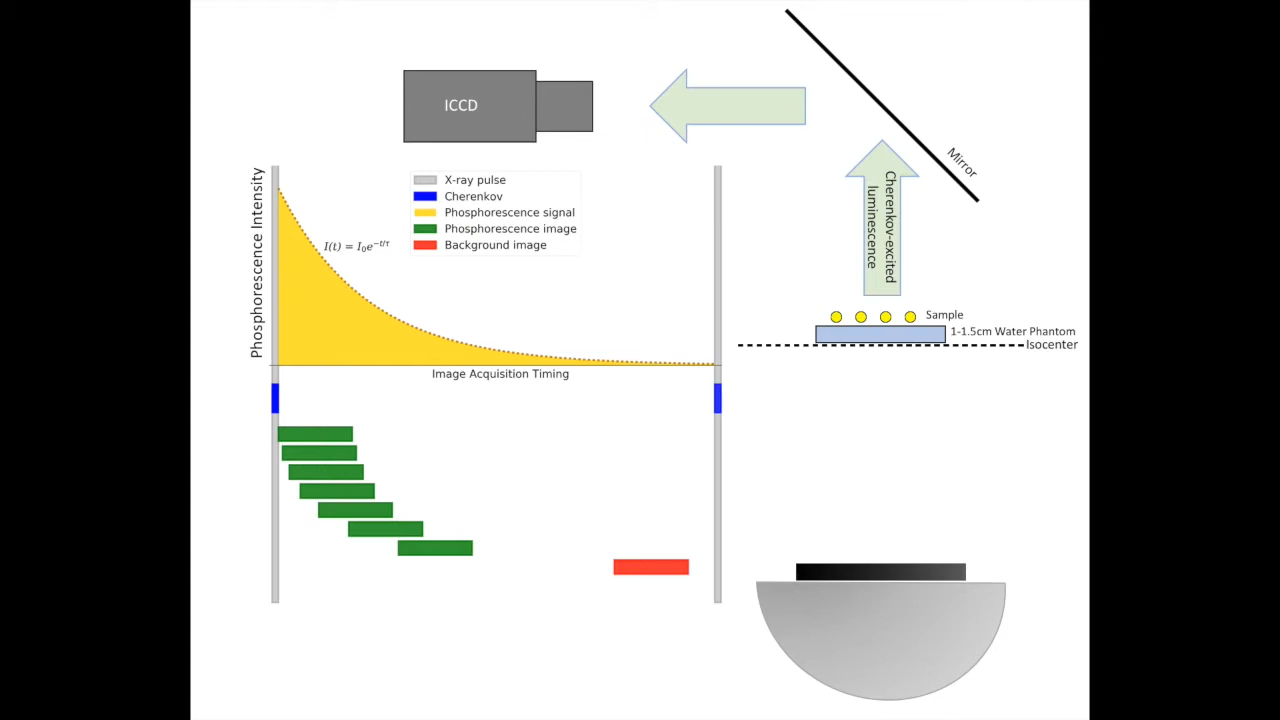 ICCD
Phosphorescence Intensity
I(t) = I₀e^{-t/τ}
X-ray pulse
Cherenkov
Phosphorescence signal
Phosphorescence image
Background image
Image Acquisition Timing
Mirror
Cherenkov-excited
luminescence
Sample
1-1.5cm Water Phantom
Isocenter